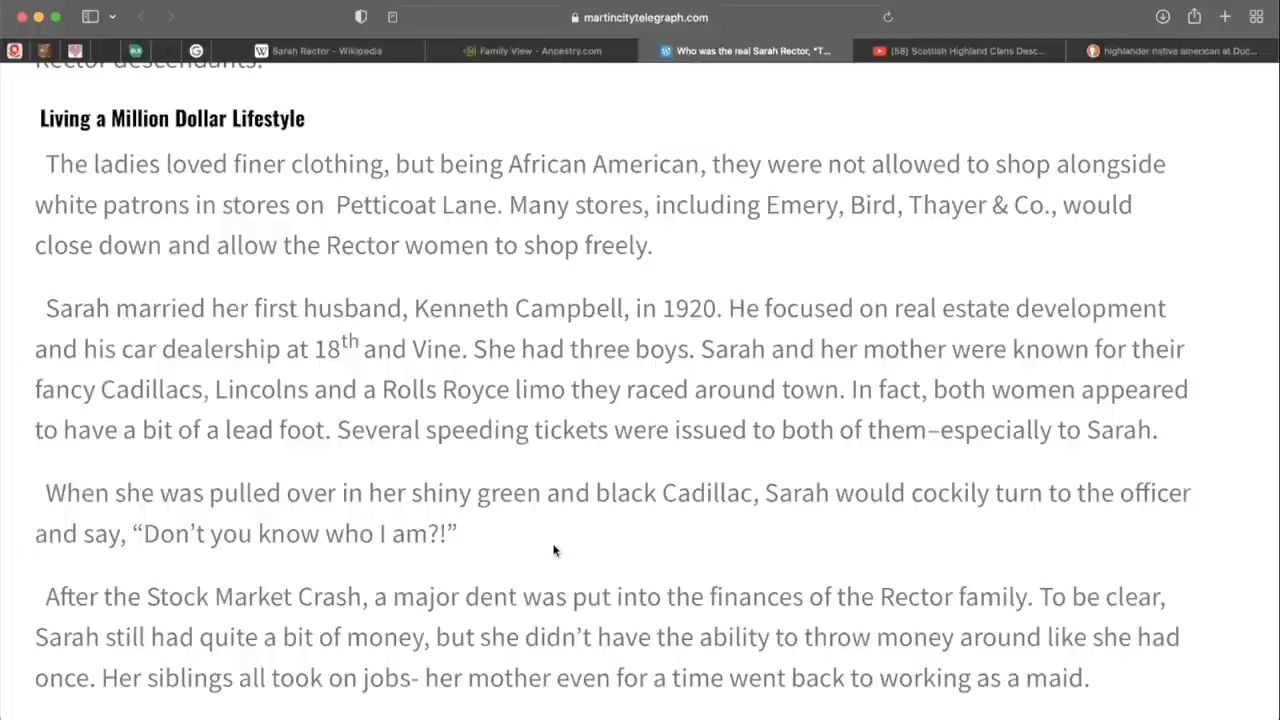 martincitytelegraph.com
Sarah Rector - Wikipedia
Family View - Ancestry.com
Who was the real Sarah Rector, "T...
(58) Scottish Highland Clans Desc...
highlander native american at Duc...
Rector descendants.
Living a Million Dollar Lifestyle
The ladies loved finer clothing, but being African American, they were not allowed to shop alongside
white patrons in stores on Petticoat Lane. Many stores, including Emery, Bird, Thayer & Co., would
close down and allow the Rector women to shop freely.
Sarah married her first husband, Kenneth Campbell, in 1920. He focused on real estate development
and his car dealership at 18th and Vine. She had three boys. Sarah and her mother were known for their
fancy Cadillacs, Lincolns and a Rolls Royce limo they raced around town. In fact, both women appeared
to have a bit of a lead foot. Several speeding tickets were issued to both of them–especially to Sarah.
When she was pulled over in her shiny green and black Cadillac, Sarah would cockily turn to the officer
and say, “Don’t you know who I am?!”
After the Stock Market Crash, a major dent was put into the finances of the Rector family. To be clear,
Sarah still had quite a bit of money, but she didn’t have the ability to throw money around like she had
once. Her siblings all took on jobs- her mother even for a time went back to working as a maid.